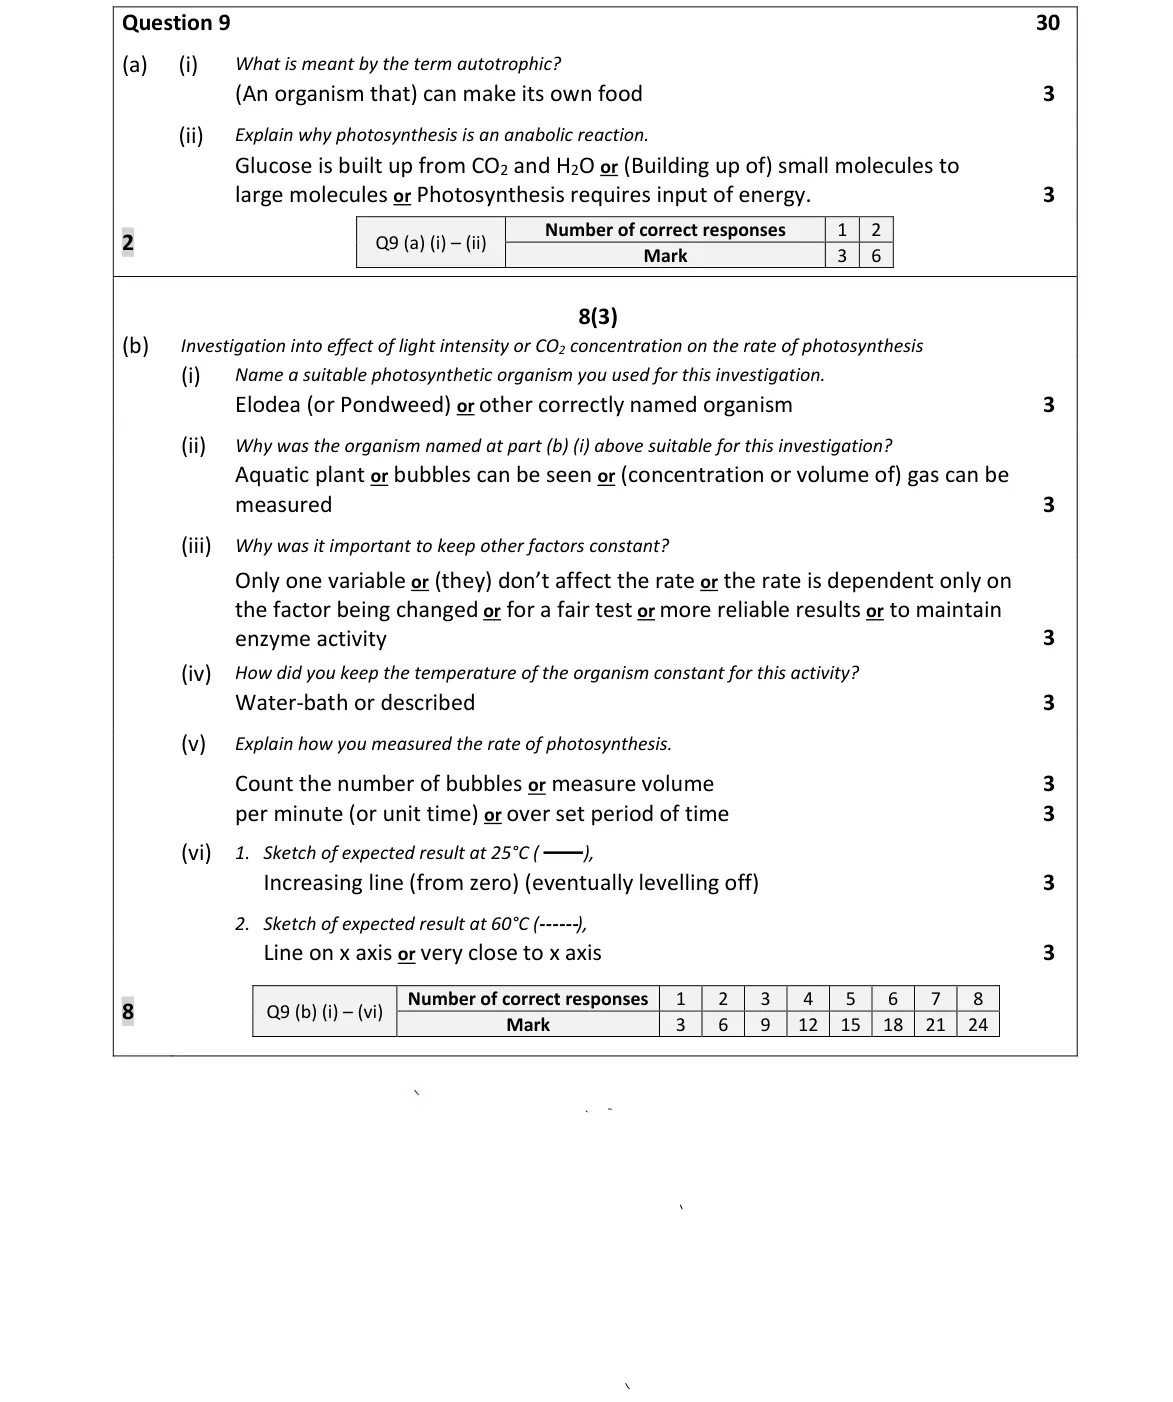 Question 9 30
(a) (i) What is meant by the term autotrophic?
(An organism that) can make its own food 3
(ii) Explain why photosynthesis is an anabolic reaction.
Glucose is built up from CO₂ and H₂O or (Building up of) small molecules to
large molecules or Photosynthesis requires input of energy. 3
2 Q9 (a) (i) – (ii) Number of correct responses 1 2
Mark 3 6
8(3)
(b) Investigation into effect of light intensity or CO₂ concentration on the rate of photosynthesis
(i) Name a suitable photosynthetic organism you used for this investigation.
Elodea (or Pondweed) or other correctly named organism 3
(ii) Why was the organism named at part (b) (i) above suitable for this investigation?
Aquatic plant or bubbles can be seen or (concentration or volume of) gas can be
measured 3
(iii) Why was it important to keep other factors constant?
Only one variable or (they) don’t affect the rate or the rate is dependent only on
the factor being changed or for a fair test or more reliable results or to maintain
enzyme activity 3
(iv) How did you keep the temperature of the organism constant for this activity?
Water-bath or described 3
(v) Explain how you measured the rate of photosynthesis.
Count the number of bubbles or measure volume 3
per minute (or unit time) or over set period of time 3
(vi) 1. Sketch of expected result at 25°C ( ——),
Increasing line (from zero) (eventually levelling off) 3
2. Sketch of expected result at 60°C (------),
Line on x axis or very close to x axis 3
8 Q9 (b) (i) – (vi) Number of correct responses 1 2 3 4 5 6 7 8
Mark 3 6 9 12 15 18 21 24